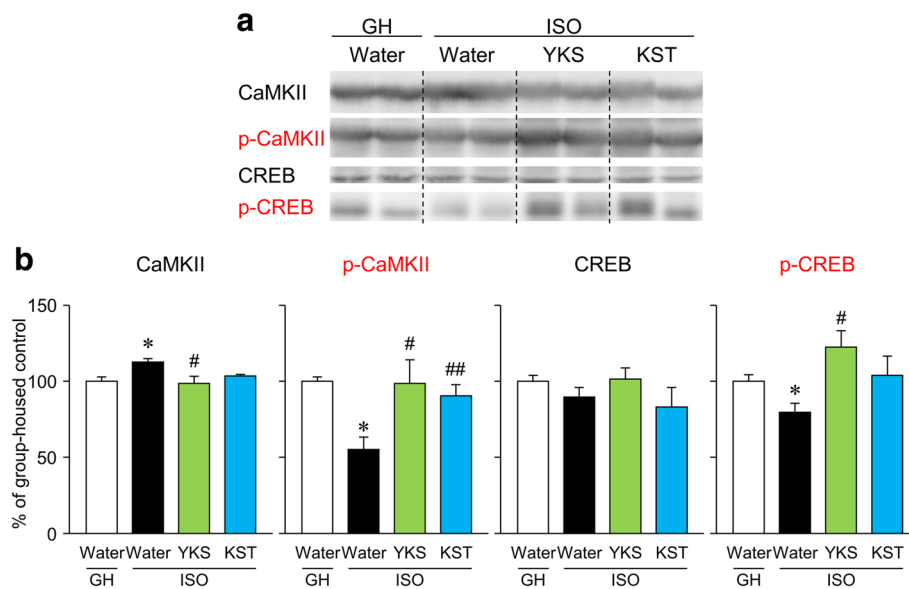 a
GH ISO
Water Water YKS KST
CaMKII
p-CaMKII
CREB
p-CREB
b
CaMKII p-CaMKII CREB p-CREB
% of group-housed control
150
100
50
0
* # * # ## * #
Water Water YKS KST Water Water YKS KST Water Water YKS KST Water Water YKS KST
GH ISO GH ISO GH ISO GH ISO